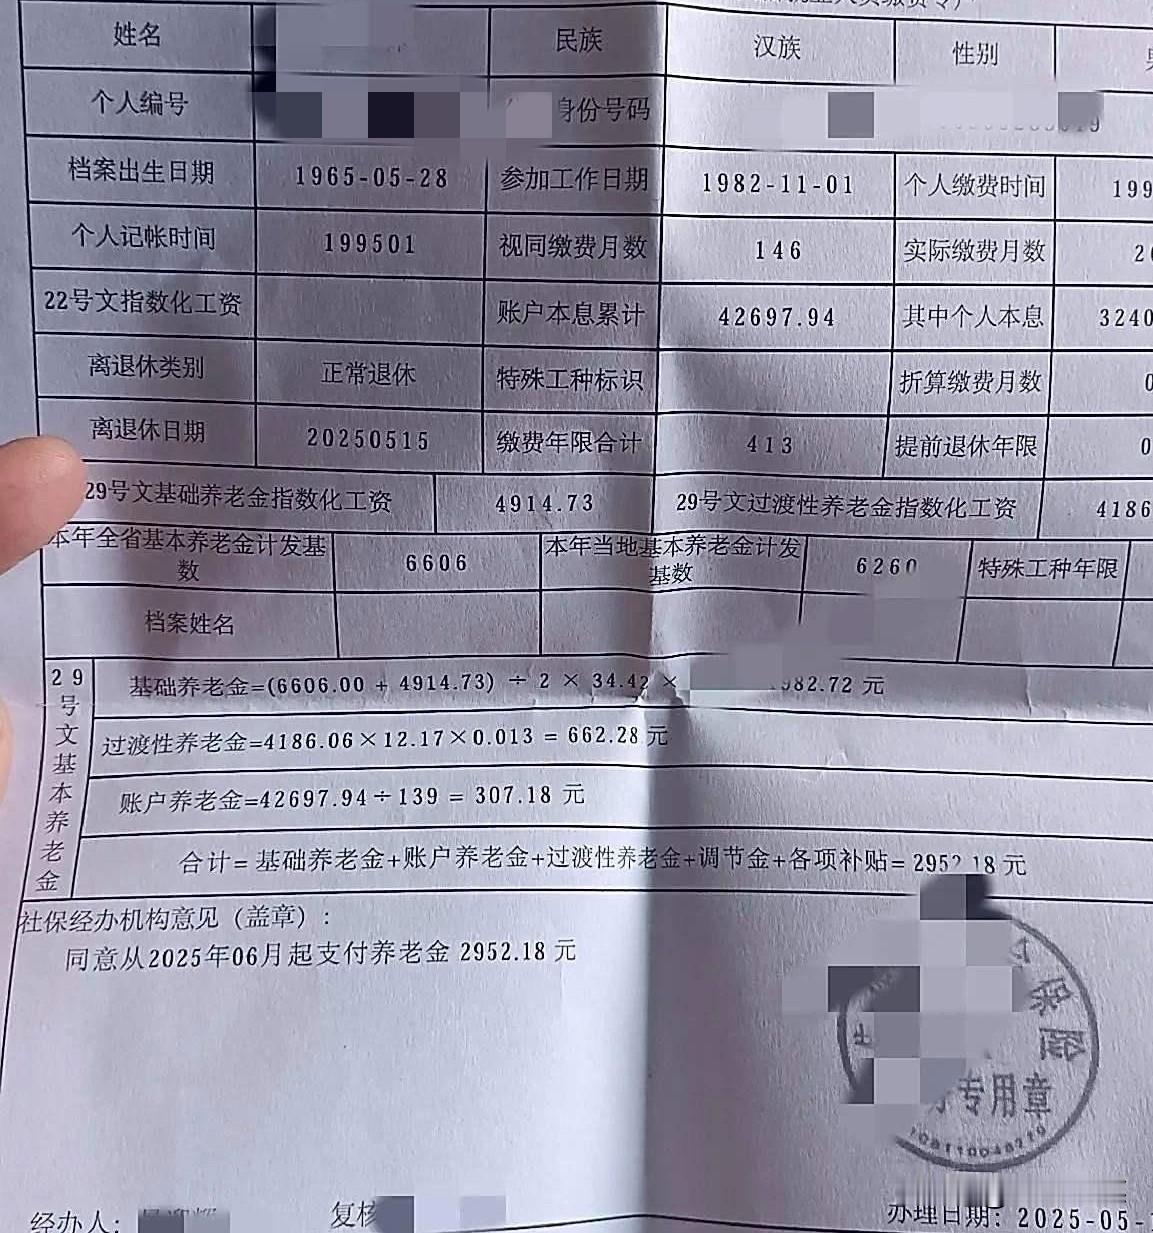 姓名 民族 汉族 性别
个人编号 身份号码
档案出生日期 1965-05-28 参加工作日期 1982-11-01 个人缴费时间 199
个人记帐时间 199501 视同缴费月数 146 实际缴费月数 2
22号文指数化工资 账户本息累计 42697.94 其中个人本息 3240
离退休类别 正常退休 特殊工种标识 折算缴费月数 0
离退休日期 20250515 缴费年限合计 413 提前退休年限 0
29号文基础养老金指数化工资 4914.73 29号文过渡性养老金指数化工资 4186
本年全省基本养老金计发基数 6606 本年当地基本养老金计发基数 6260 特殊工种年限
档案姓名
29号文基本养老金
基础养老金=(6606.00 + 4914.73) ÷ 2 × 34.42 × 982.72 元
过渡性养老金=4186.06×12.17×0.013 = 662.28 元
账户养老金=42697.94÷139 = 307.18 元
合计= 基础养老金+账户养老金+过渡性养老金+调节金+各项补贴= 2952.18 元
社保经办机构意见（盖章）:
同意从2025年06月起支付养老金 2952.18 元
专用章
经办人: 复核 办理日期: 2025-05-